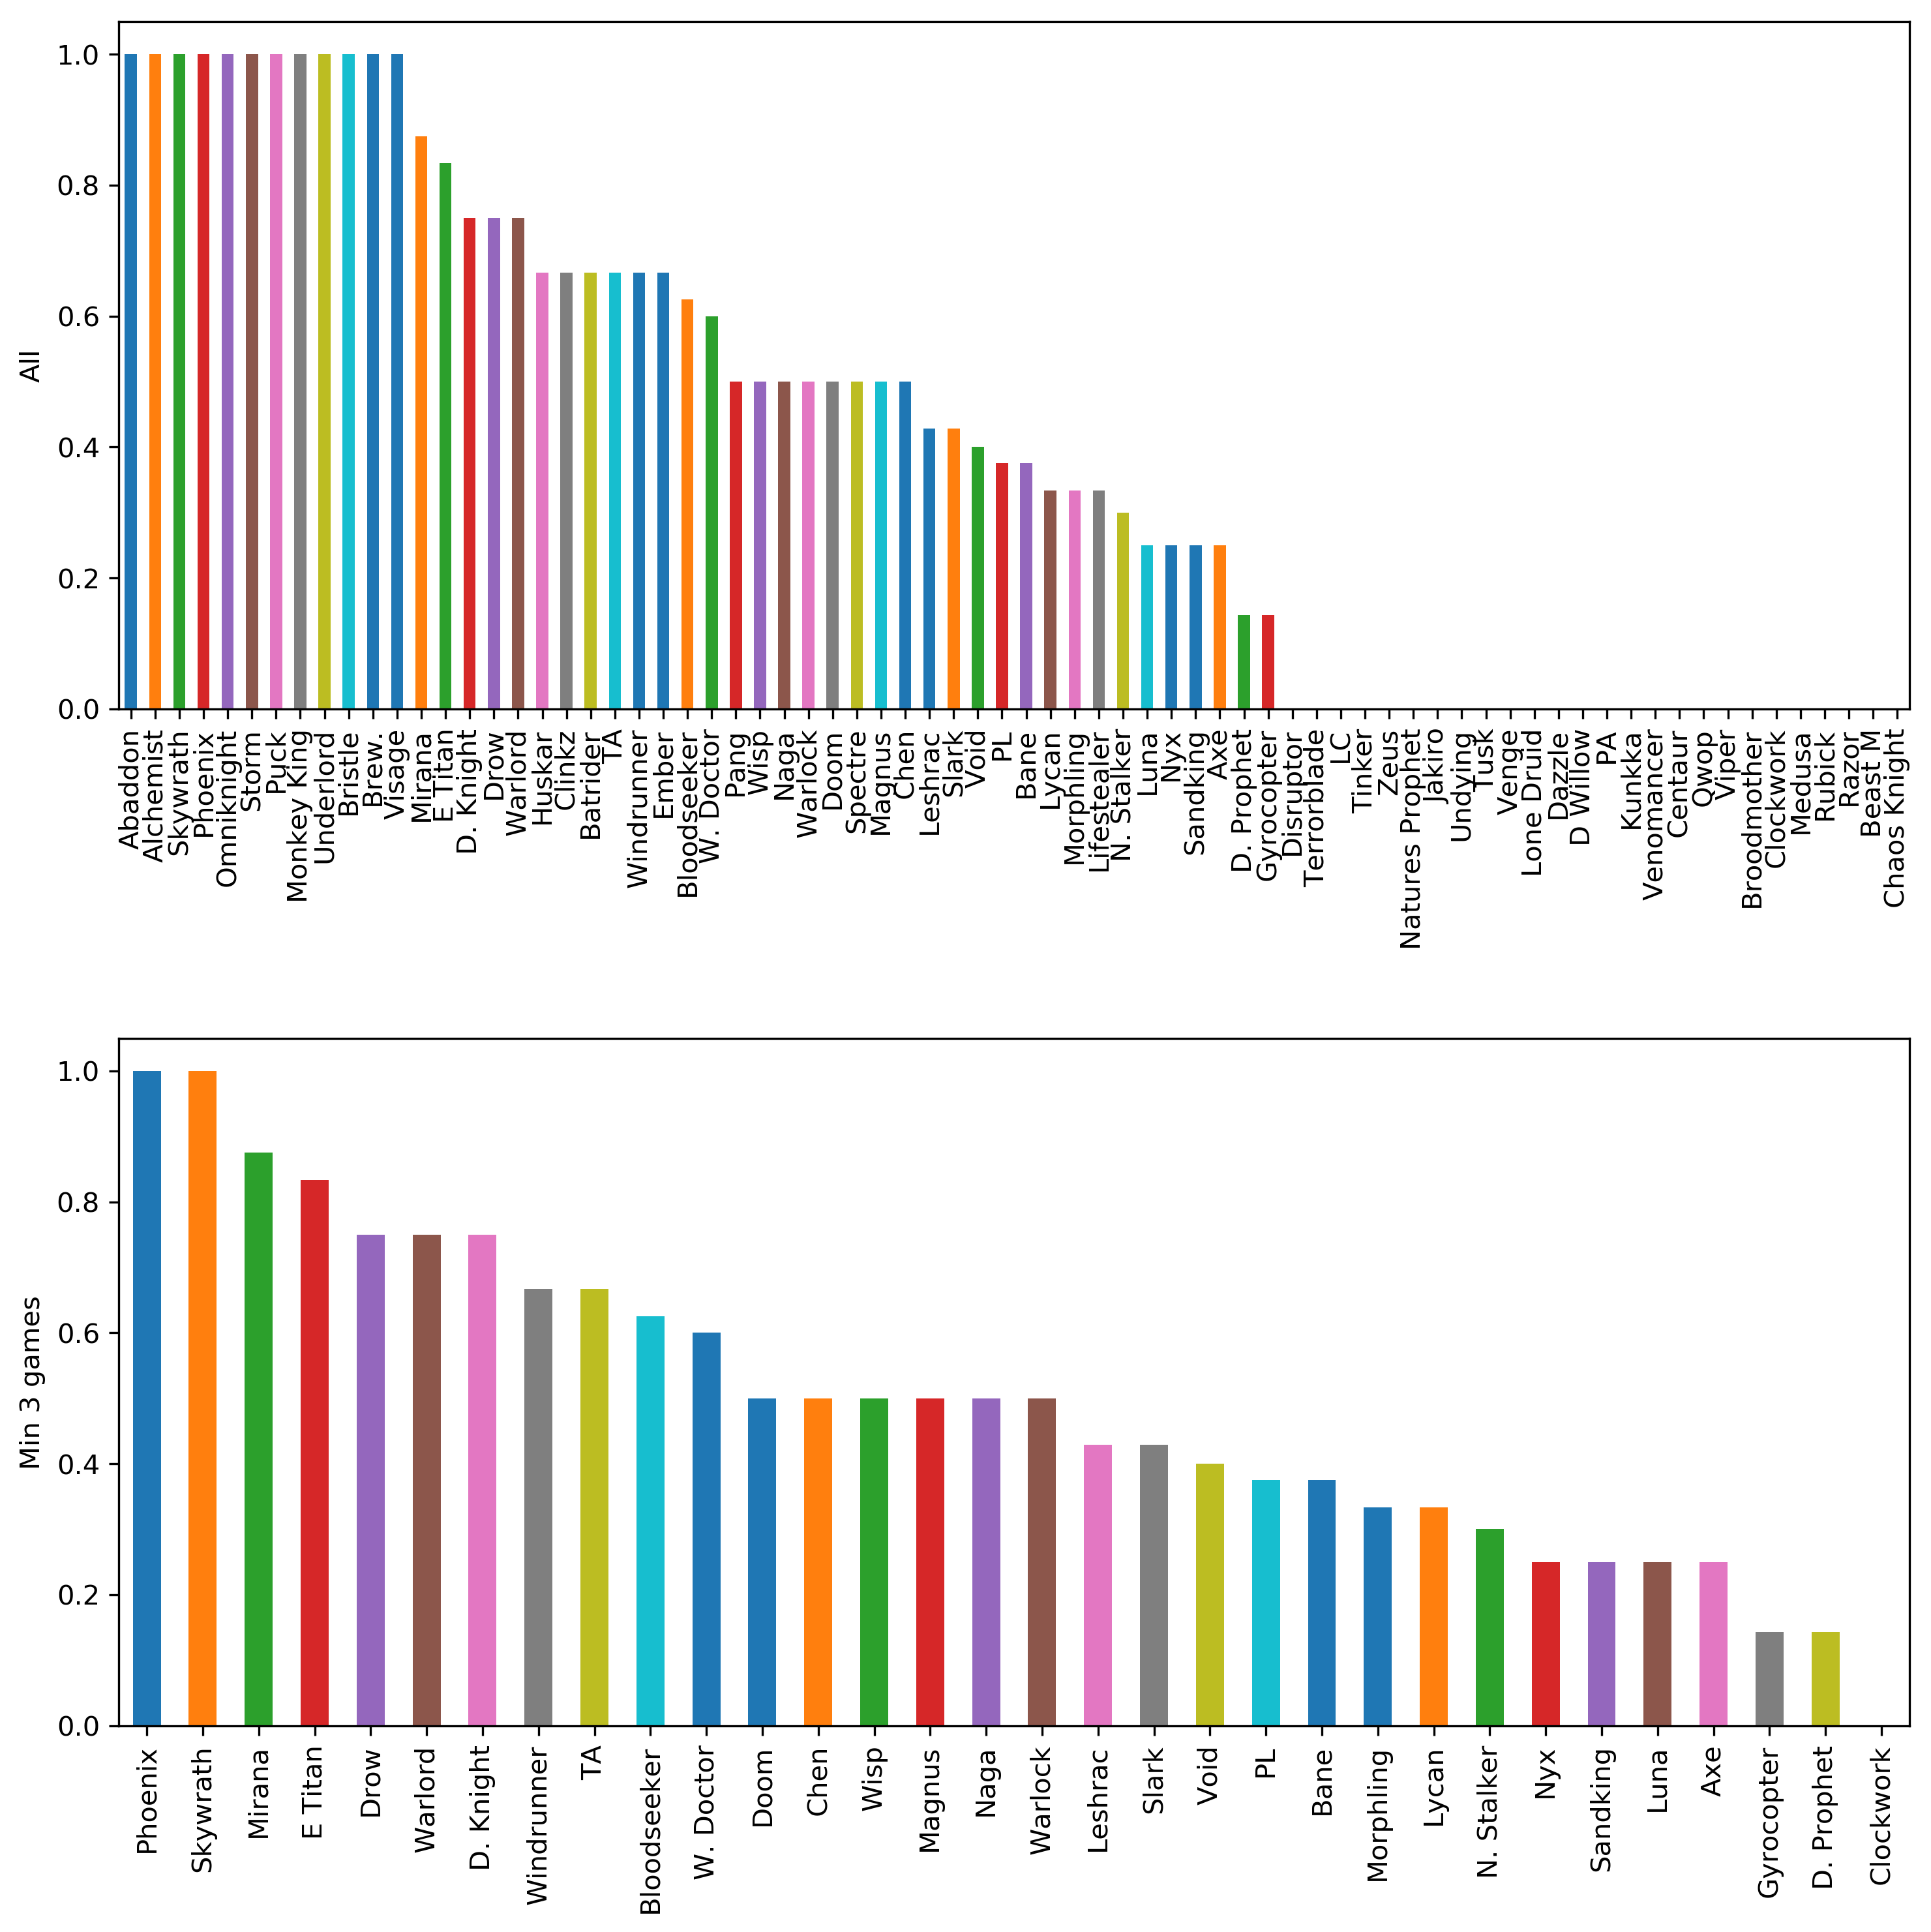 All
1.0
0.8
0.6
0.4
0.2
0.0
Abaddon
Alchemist
Skywrath
Phoenix
Omniknight
Storm
Puck
Monkey King
Underlord
Bristle
Brew.
Visage
Mirana
E Titan
D. Knight
Drow
Warlord
Huskar
Clinkz
Batrider
TA
Windrunner
Ember
Bloodseeker
W. Doctor
Pang
Wisp
Naga
Warlock
Doom
Spectre
Magnus
Chen
Leshrac
Slark
Void
PL
Bane
Lycan
Morphling
Lifestealer
N. Stalker
Luna
Nyx
Sandking
Axe
D. Prophet
Gyrocopter
Disruptor
Terrorblade
LC
Tinker
Zeus
Natures Prophet
Jakiro
Undying
Tusk
Venge
Lone Druid
Dazzle
D Willow
PA
Kunkka
Venomancer
Centaur
Qwop
Viper
Broodmother
Clockwork
Medusa
Rubick
Razor
Beast M
Chaos Knight
Min 3 games
1.0
0.8
0.6
0.4
0.2
0.0
Phoenix
Skywrath
Mirana
E Titan
Drow
Warlord
D. Knight
Windrunner
TA
Bloodseeker
W. Doctor
Doom
Chen
Wisp
Magnus
Naga
Warlock
Leshrac
Slark
Void
PL
Bane
Morphling
Lycan
N. Stalker
Nyx
Sandking
Luna
Axe
Gyrocopter
D. Prophet
Clockwork